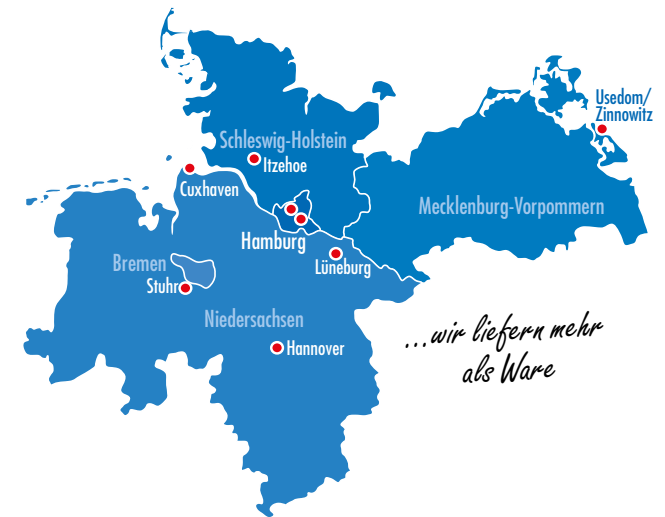 Usedom/
Zinnowitz
Schleswig-Holstein
Itzehoe
Cuxhaven
Mecklenburg-Vorpommern
Hamburg
Bremen
Lüneburg
Stuhr
Niedersachsen
Hannover
...wir liefern mehr
als Ware